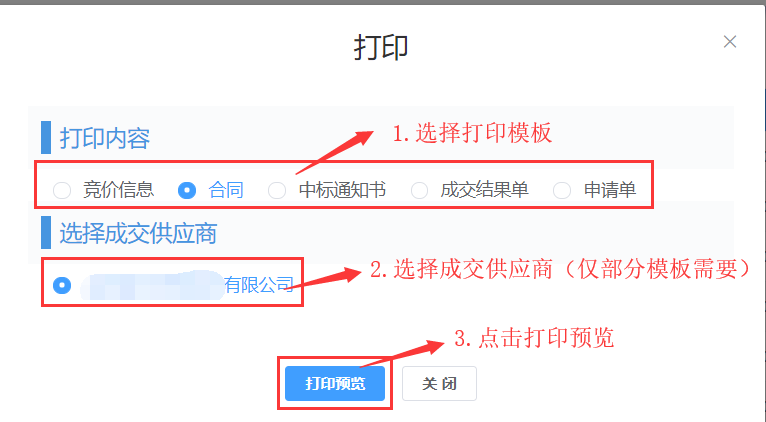 打印
打印内容
1.选择打印模板
竞价信息 合同 中标通知书 成交结果单 申请单
选择成交供应商
有限公司
2.选择成交供应商（仅部分模板需要）
3.点击打印预览
打印预览 关 闭